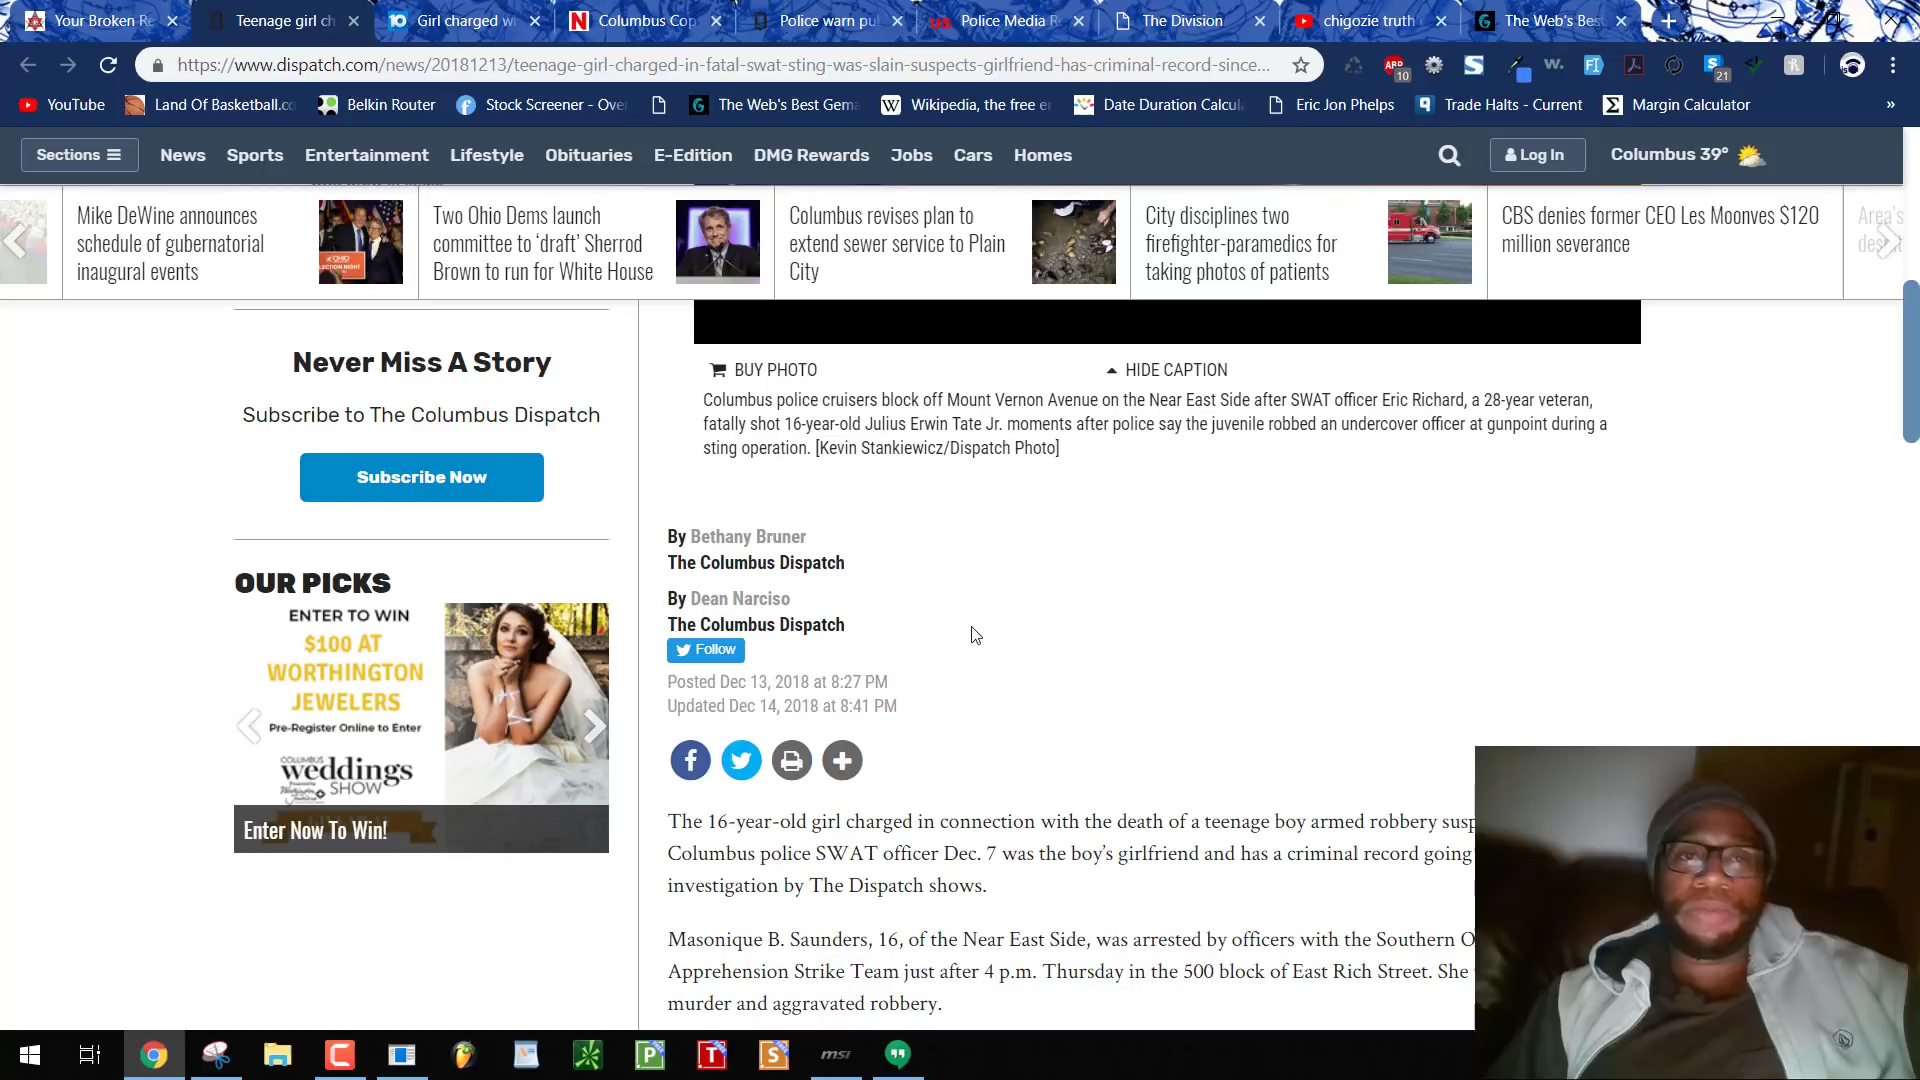 Your Broken Re
Teenage girl ch
Girl charged w
Columbus Cop
Police warn pu
Police Media R
The Division
chigozie truth
The Web's Bes
https://www.dispatch.com/news/20181213/teenage-girl-charged-in-fatal-swat-sting-was-slain-suspects-girlfriend-has-criminal-record-since...
ABP
10
21
YouTube
Land Of Basketball.co
Belkin Router
Stock Screener - Over
The Web's Best Gema
Wikipedia, the free e
Date Duration Calcul
Eric Jon Phelps
Trade Halts - Current
Margin Calculator
»
Sections
News
Sports
Entertainment
Lifestyle
Obituaries
E-Edition
DMG Rewards
Jobs
Cars
Homes
Log In
Columbus 39°
Mike DeWine announces
schedule of gubernatorial
inaugural events
Two Ohio Dems launch
committee to ‘draft’ Sherrod
Brown to run for White House
Columbus revises plan to
extend sewer service to Plain
City
City disciplines two
firefighter-paramedics for
taking photos of patients
CBS denies former CEO Les Moonves $120
million severance
Area's
Never Miss A Story
Subscribe to The Columbus Dispatch
Subscribe Now
OUR PICKS
ENTER TO WIN
$100 AT
WORTHINGTON
JEWELERS
Pre-Register Online to Enter
COLUMBUS
weddings
SHOW
Enter Now To Win!
BUY PHOTO
HIDE CAPTION
Columbus police cruisers block off Mount Vernon Avenue on the Near East Side after SWAT officer Eric Richard, a 28-year veteran,
fatally shot 16-year-old Julius Erwin Tate Jr. moments after police say the juvenile robbed an undercover officer at gunpoint during a
sting operation. [Kevin Stankiewicz/Dispatch Photo]
By Bethany Bruner
The Columbus Dispatch
By Dean Narciso
The Columbus Dispatch
Follow
Posted Dec 13, 2018 at 8:27 PM
Updated Dec 14, 2018 at 8:41 PM
The 16-year-old girl charged in connection with the death of a teenage boy armed robbery susp
Columbus police SWAT officer Dec. 7 was the boy’s girlfriend and has a criminal record going
investigation by The Dispatch shows.
Masonique B. Saunders, 16, of the Near East Side, was arrested by officers with the Southern O
Apprehension Strike Team just after 4 p.m. Thursday in the 500 block of East Rich Street. She
murder and aggravated robbery.
msi